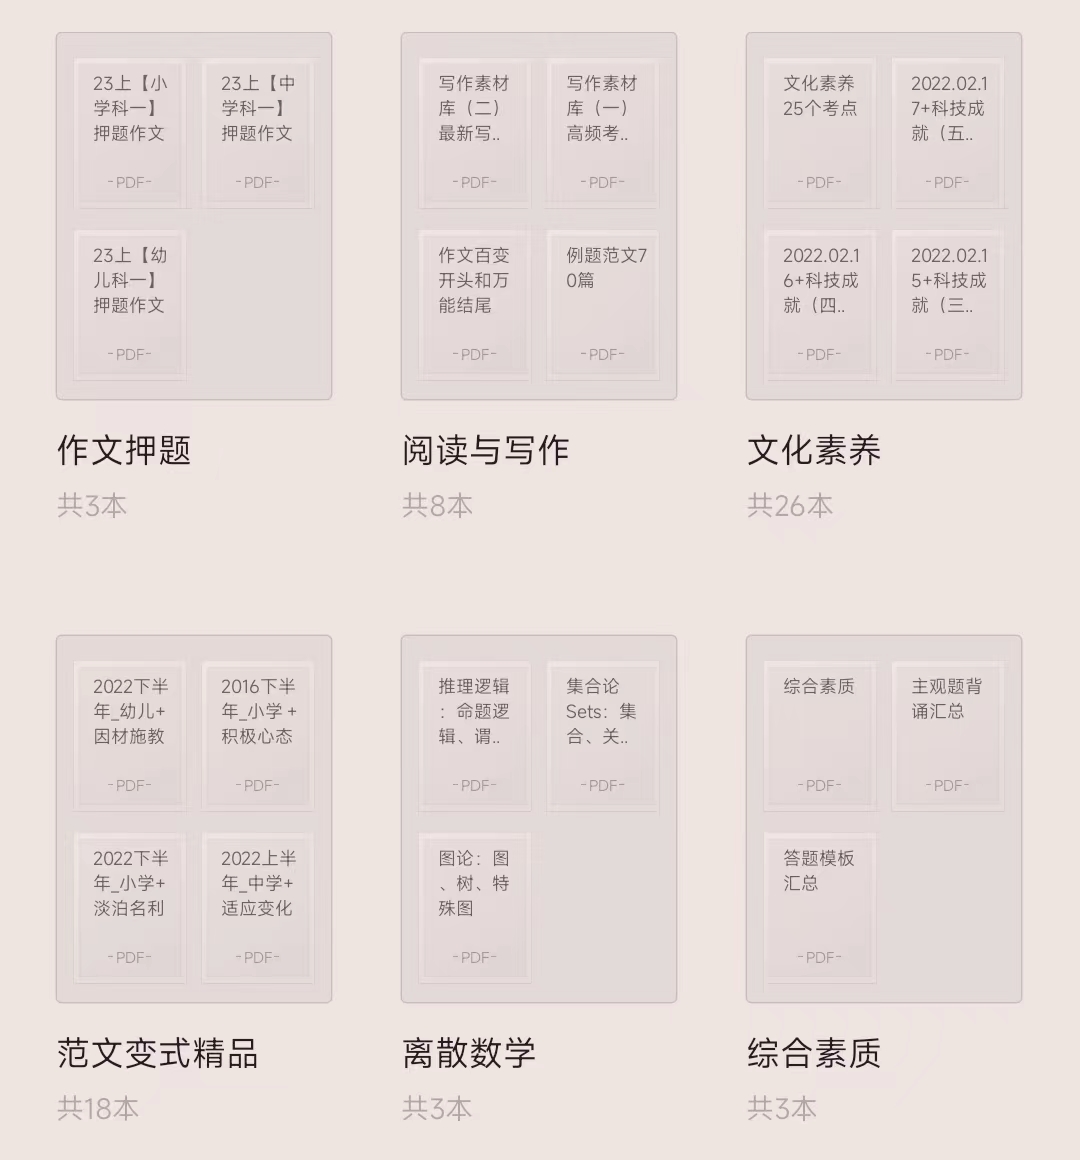 23上【小
学科一】
押题作文
-PDF-
23上【中
学科一】
押题作文
-PDF-
23上【幼
儿科一】
押题作文
-PDF-
作文押题
共3本
写作素材
库（二）
最新写..
-PDF-
写作素材
库（一）
高频考..
-PDF-
作文百变
开头和万
能结尾
-PDF-
例题范文7
0篇
-PDF-
阅读与写作
共8本
文化素养
25个考点
-PDF-
2022.02.1
7+科技成
就（五..
-PDF-
2022.02.1
6+科技成
就（四..
-PDF-
2022.02.1
5+科技成
就（三..
-PDF-
文化素养
共26本
2022下半
年_幼儿+
因材施教
-PDF-
2016下半
年_小学 +
积极心态
-PDF-
2022下半
年_小学+
淡泊名利
-PDF-
2022上半
年_中学+
适应变化
-PDF-
范文变式精品
共18本
推理逻辑
：命题逻
辑、谓..
-PDF-
集合论
Sets：集
合、关..
-PDF-
图论：图
、树、特
殊图
-PDF-
离散数学
共3本
综合素质
-PDF-
主观题背
诵汇总
-PDF-
答题模板
汇总
-PDF-
综合素质
共3本